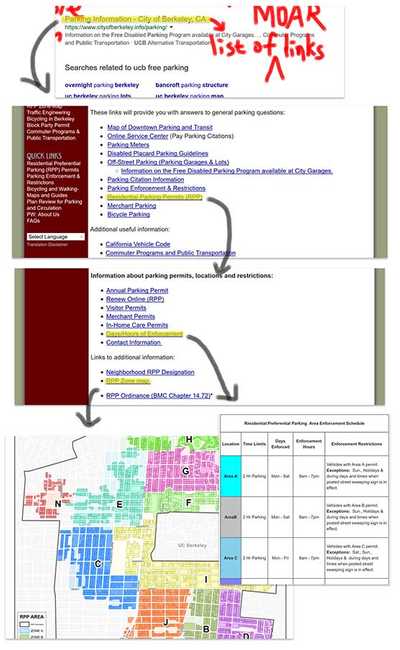 Parking Information - City of Berkeley, CA
https://www.cityofberkeley.info/parking/
Information on the Free Disabled Parking Program available at City Garages. ... Commuter Programs
and Public Transportation · UCB Alternative Transportation
MOAR
list of links
Searches related to ucb free parking
overnight parking berkeley
bancroft parking structure
uc berkeley parking lots
uc berkeley parking map
RPP Zone Map
Traffic Engineering
Bicycling in Berkeley
Block Party Permit
Commuter Programs &
Public Transportation
QUICK LINKS
Residential Preferential
Parking (RPP) Permits
Parking Enforcement &
Restrictions
Bicycling and Walking-
Maps and Guides
Plan Review for Parking
and Circulation
PW: About Us
FAQs
Select Language
Translation Disclaimer
These links will provide you with answers to general parking questions:
Map of Downtown Parking and Transit
Online Service Center (Pay Parking Citations)
Parking Meters
Disabled Placard Parking Guidelines
Off-Street Parking (Parking Garages & Lots)
Information on the Free Disabled Parking Program available at City Garages.
Parking Citation Information
Parking Enforcement & Restrictions
Residential Parking Permits (RPP)
Merchant Parking
Bicycle Parking
Additional useful information:
California Vehicle Code
Commuter Programs and Public Transportation
Information about parking permits, locations and restrictions:
Annual Parking Permit
Renew Online (RPP)
Visitor Permits
Merchant Permits
In-Home Care Permits
Days/Hours of Enforcement
Contact Information
Links to additional information:
Neighborhood RPP Designation
RPP Zone map
RPP Ordinance (BMC Chapter 14.72)*
Residential Preferential Parking Area Enforcement Schedule
Location Time Limits Days Enforced Enforcement Hours Enforcement Restrictions
Area A 2 Hr Parking Mon - Sat 8am - 7pm Vehicles with Area A permit.
Exceptions: Sun., Holidays
& during days and times when
posted street sweeping sign is in
effect.
AreaB 2 Hr Parking Mon - Sat 8am - 7pm Vehicles with Area B permit.
Exceptions: Sun, Holidays &
during days and times when
posted street sweeping sign is in
effect.
Area C 2 Hr Parking Mon - Fri 8am - 7pm Vehicles with Area C permit.
Exceptions: Sat., Sun.,
Holidays & during days and
times when posted street
sweeping sign is in effect.
H
G
N
E
F
UC Berkeley
C
I
J
B
D
RPP AREA